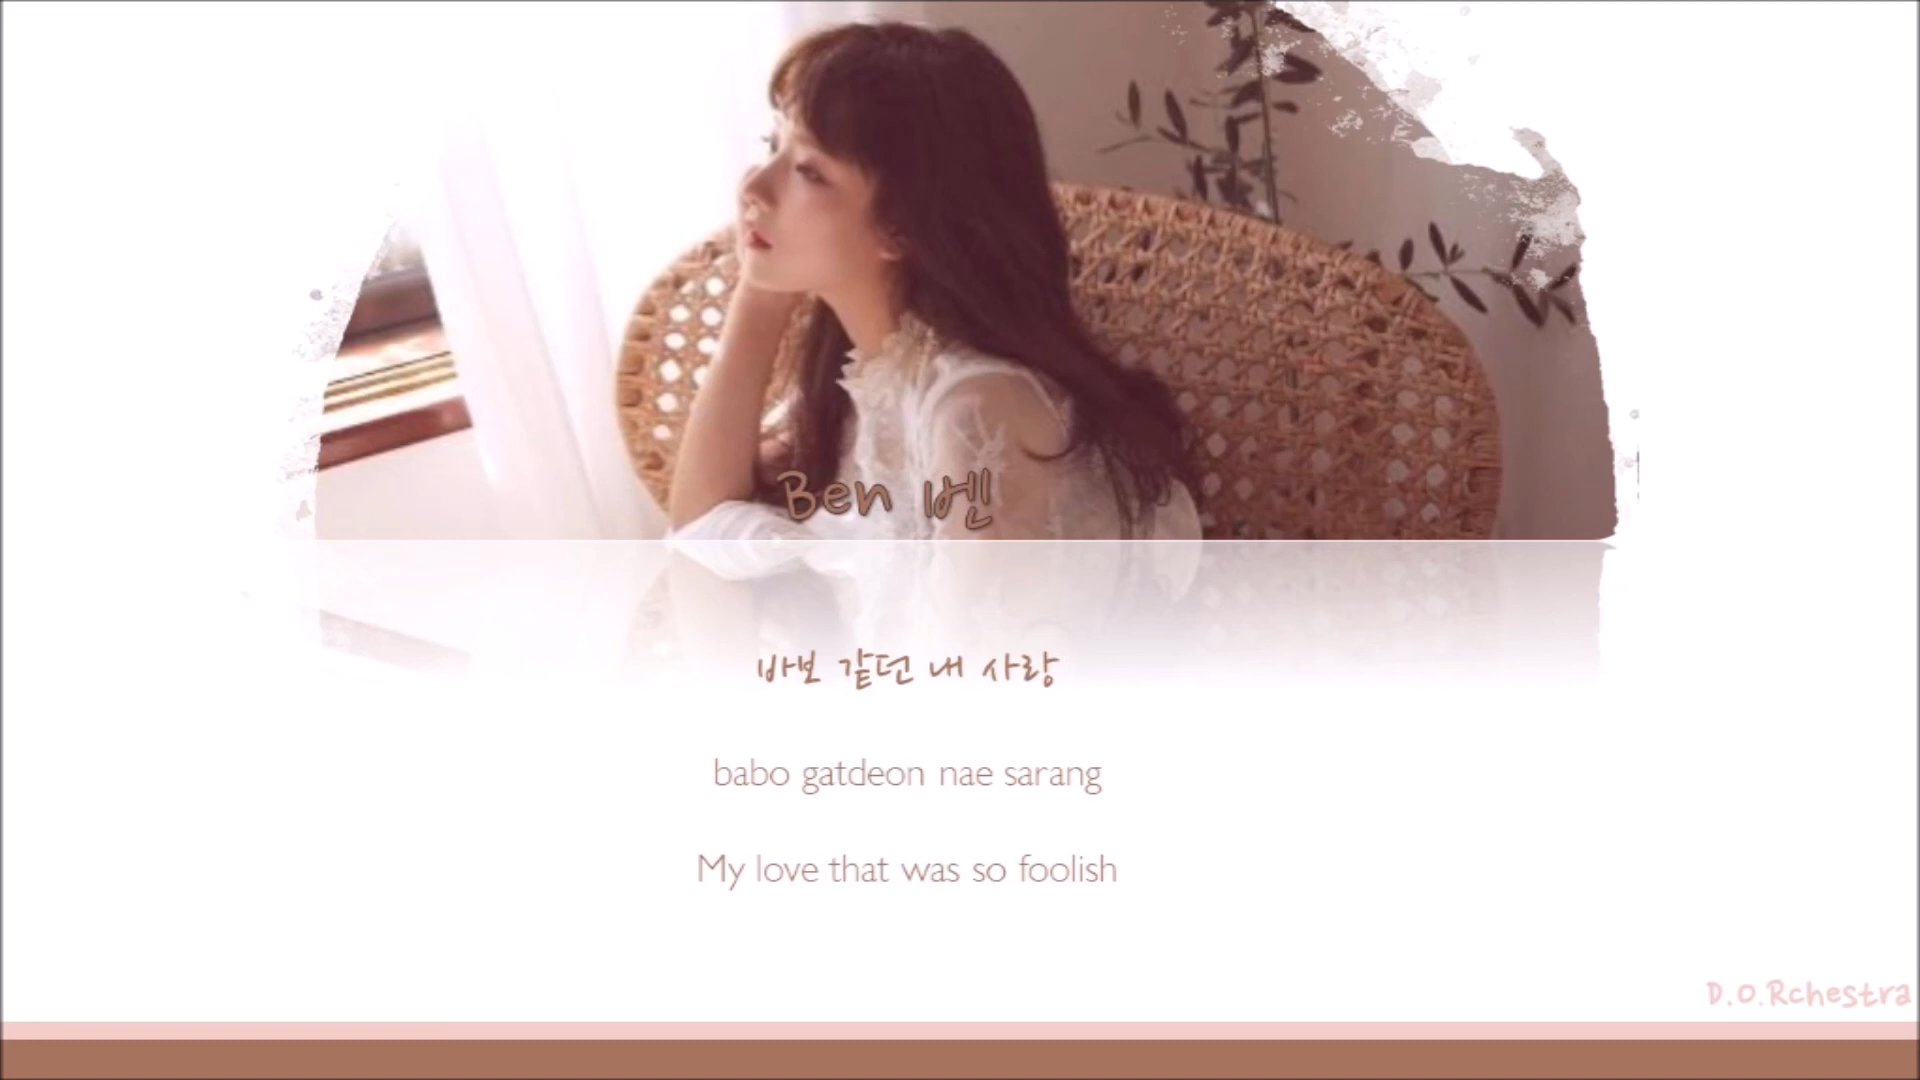 Ben 벤
바보 같던 내 사랑
babo gatdeon nae sarang
My love that was so foolish
D.O.Rchestra